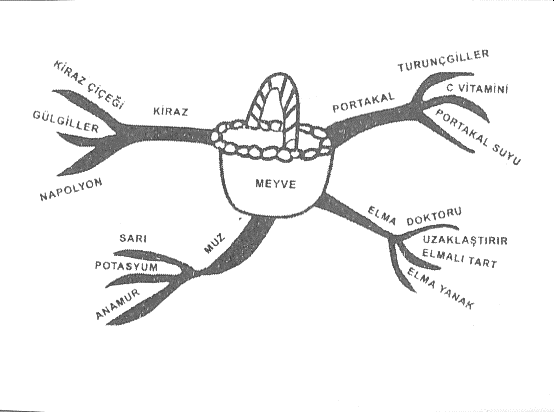 MEYVE
KİRAZ
KİRAZ ÇİÇEĞİ
GÜLGİLLER
NAPOLYON
PORTAKAL
TURUNÇGİLLER
C VİTAMİNİ
PORTAKAL SUYU
MUZ
SARI
POTASYUM
ANAMUR
ELMA
DOKTORU
UZAKLAŞTIRIR
ELMALI TART
ELMA YANAK